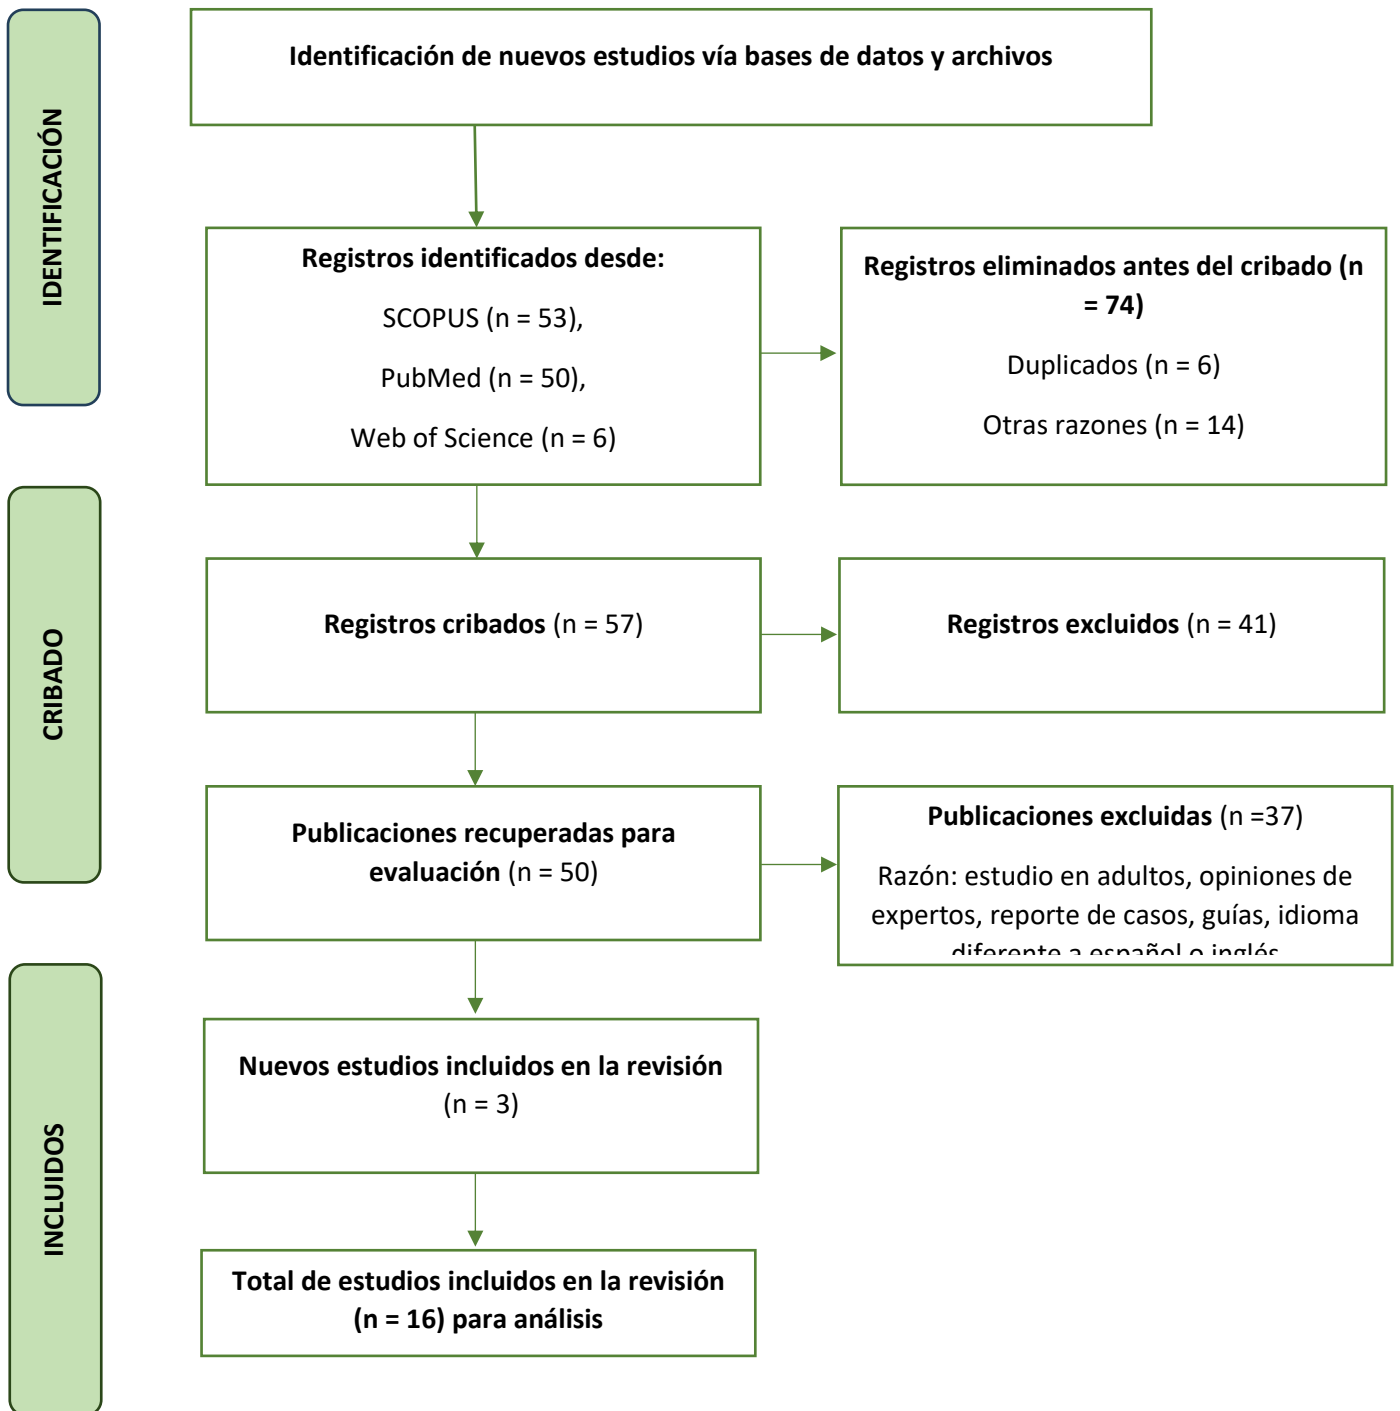 IDENTIFICACIÓN
Identificación de nuevos estudios vía bases de datos y archivos
Registros identificados desde:
SCOPUS (n = 53),
PubMed (n = 50),
Web of Science (n = 6)
Registros eliminados antes del cribado (n
= 74)
Duplicados (n = 6)
Otras razones (n = 14)
CRIBADO
Registros cribados (n = 57)
Registros excluidos (n = 41)
Publicaciones recuperadas para
evaluación (n = 50)
Publicaciones excluidas (n =37)
Razón: estudio en adultos, opiniones de
expertos, reporte de casos, guías, idioma
diferente a español o inglés
INCLUIDOS
Nuevos estudios incluidos en la revisión
(n = 3)
Total de estudios incluidos en la revisión
(n = 16) para análisis